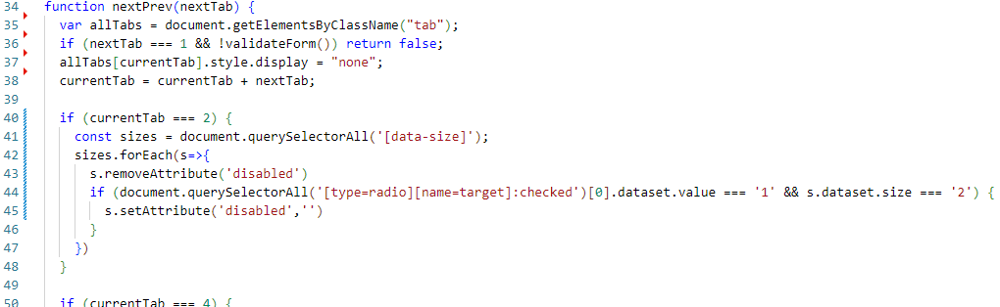 34 function nextPrev(nextTab) {
35 var allTabs = document.getElementsByClassName("tab");
36 if (nextTab === 1 && !validateForm()) return false;
37 allTabs[currentTab].style.display = "none";
38 currentTab = currentTab + nextTab;
39
40 if (currentTab === 2) {
41 const sizes = document.querySelectorAll('[data-size]');
42 sizes.forEach(s=>{
43 s.removeAttribute('disabled')
44 if (document.querySelectorAll('[type=radio][name=target]:checked')[0].dataset.value === '1' && s.dataset.size === '2') {
45 s.setAttribute('disabled','')
46 }
47 })
48 }
49
50 if (currentTab === 4) {